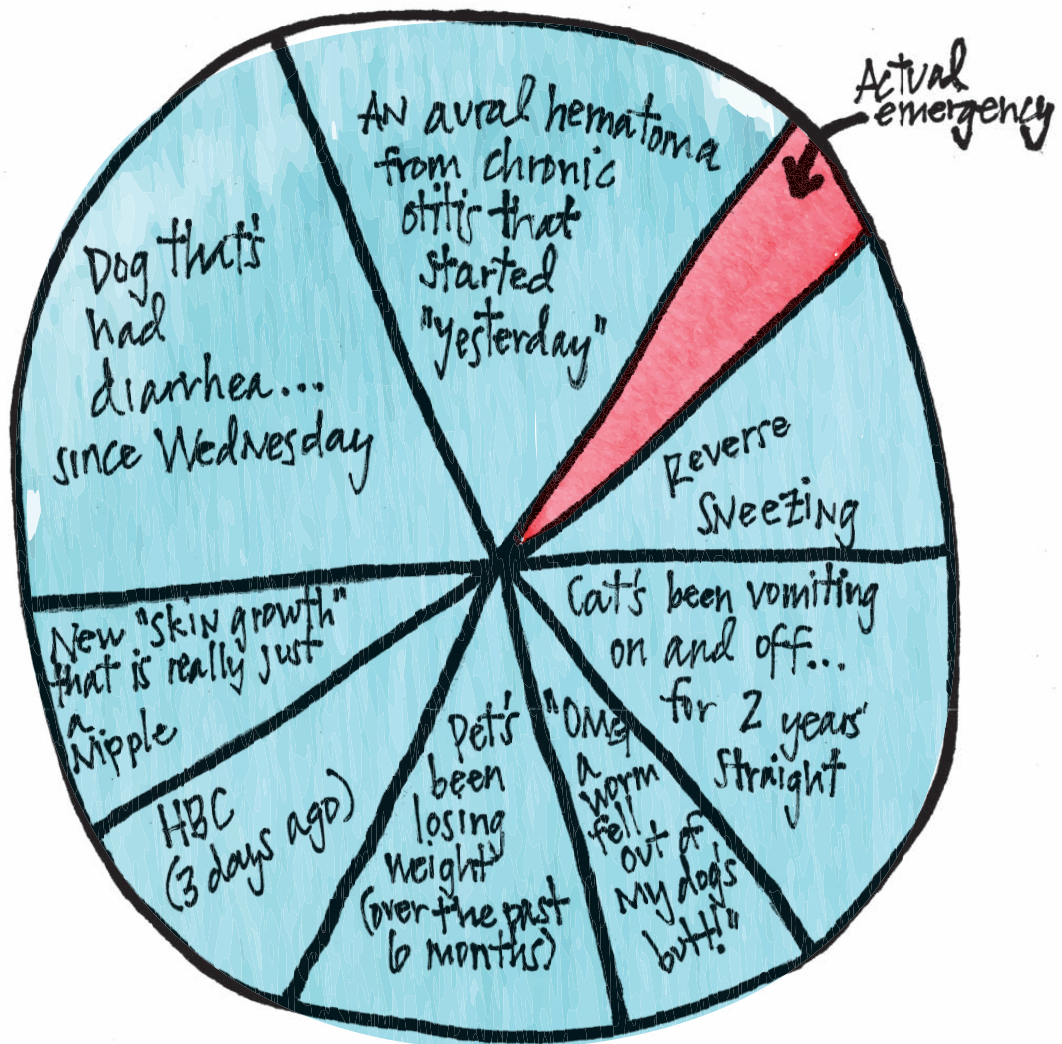 Actual
emergency
AN aural hematoma
from chronic
otitis that
started
"yesterday"
Dog that's
had
diarrhea...
since Wednesday
Reverse
Sneezing
Cat's been vomiting
on and off...
for 2 years
straight
"OMG,
a
worm
fell
out of
my dog's
butt!"
Pet's
been
losing
weight
(over the past
6 months)
HBC
(3 days ago)
New "skin growth"
that is really just
a
Nipple